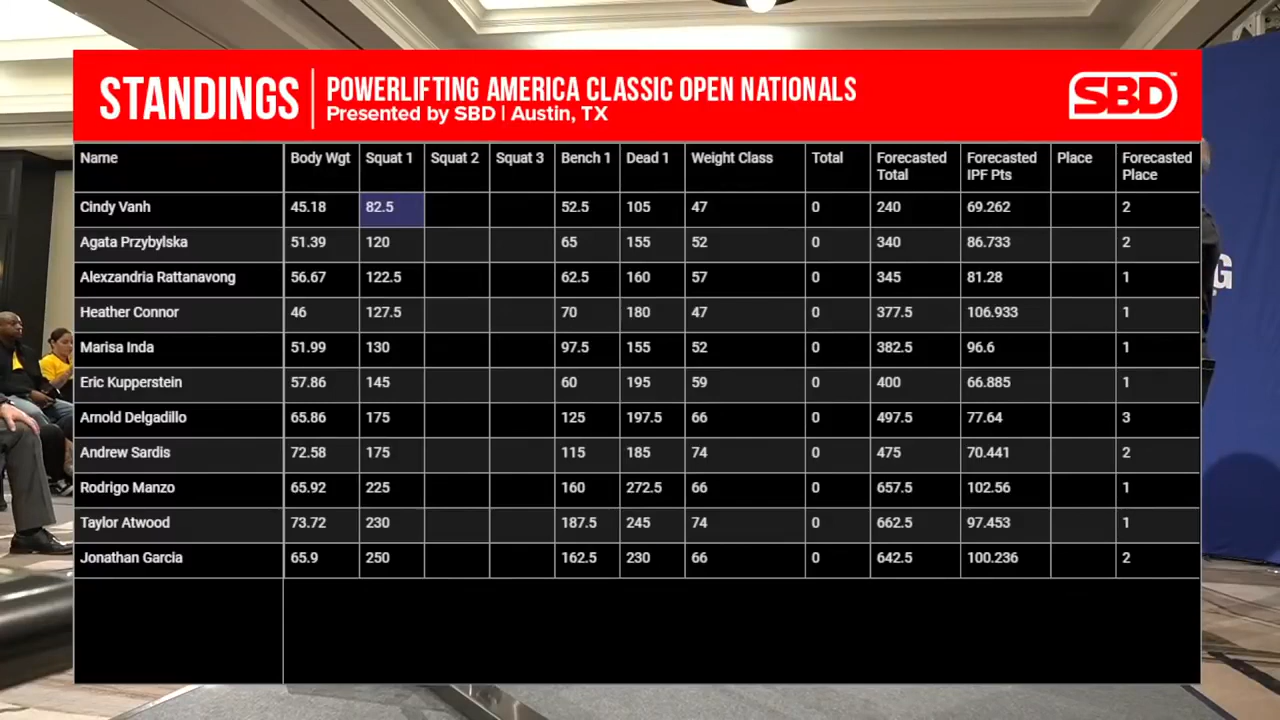 STANDINGS
POWERLIFTING AMERICA CLASSIC OPEN NATIONALS
Presented by SBD | Austin, TX
SBD™
Name Body Wgt Squat 1 Squat 2 Squat 3 Bench 1 Dead 1 Weight Class Total Forecasted Total Forecasted IPF Pts Place Forecasted Place
Cindy Vanh 45.18 82.5 52.5 105 47 0 240 69.262 2
Agata Przybylska 51.39 120 65 155 52 0 340 86.733 2
Alexzandria Rattanavong 56.67 122.5 62.5 160 57 0 345 81.28 1
Heather Connor 46 127.5 70 180 47 0 377.5 106.933 1
Marisa Inda 51.99 130 97.5 155 52 0 382.5 96.6 1
Eric Kupperstein 57.86 145 60 195 59 0 400 66.885 1
Arnold Delgadillo 65.86 175 125 197.5 66 0 497.5 77.64 3
Andrew Sardis 72.58 175 115 185 74 0 475 70.441 2
Rodrigo Manzo 65.92 225 160 272.5 66 0 657.5 102.56 1
Taylor Atwood 73.72 230 187.5 245 74 0 662.5 97.453 1
Jonathan Garcia 65.9 250 162.5 230 66 0 642.5 100.236 2
G